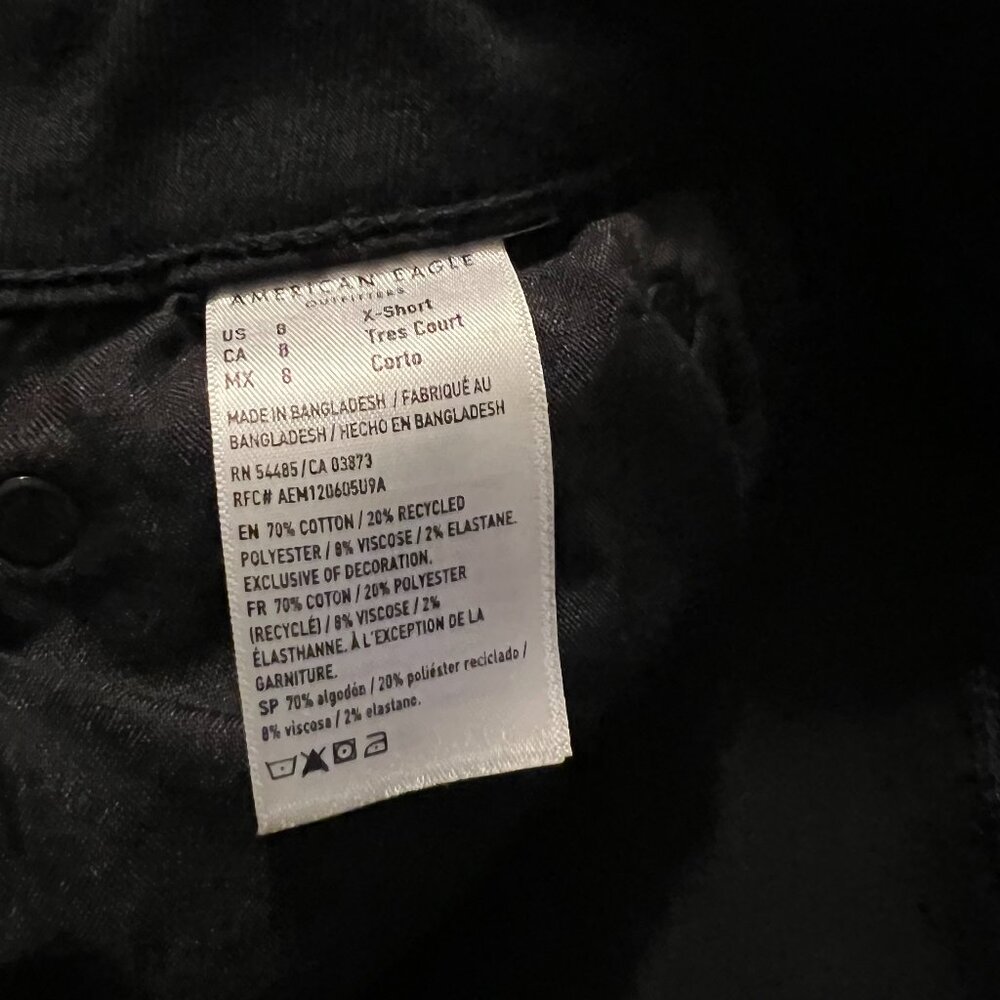 AMERICAN EAGLE
OUTFITTERS
US 8 X-Short
CA 8 Tres Court
MX 8 Corto
MADE IN BANGLADESH / FABRIQUÉ AU
BANGLADESH / HECHO EN BANGLADESH
RN 54485 / CA 03873
RFC# AEM120605U9A
EN 70% COTTON / 20% RECYCLED
POLYESTER / 8% VISCOSE / 2% ELASTANE.
EXCLUSIVE OF DECORATION.
FR 70% COTON / 20% POLYESTER
(RECYCLÉ) / 8% VISCOSE / 2%
ÉLASTHANNE. À L'EXCEPTION DE LA
GARNITURE.
SP 70% algodón / 20% poliéster reciclado /
8% viscosa / 2% elastane.